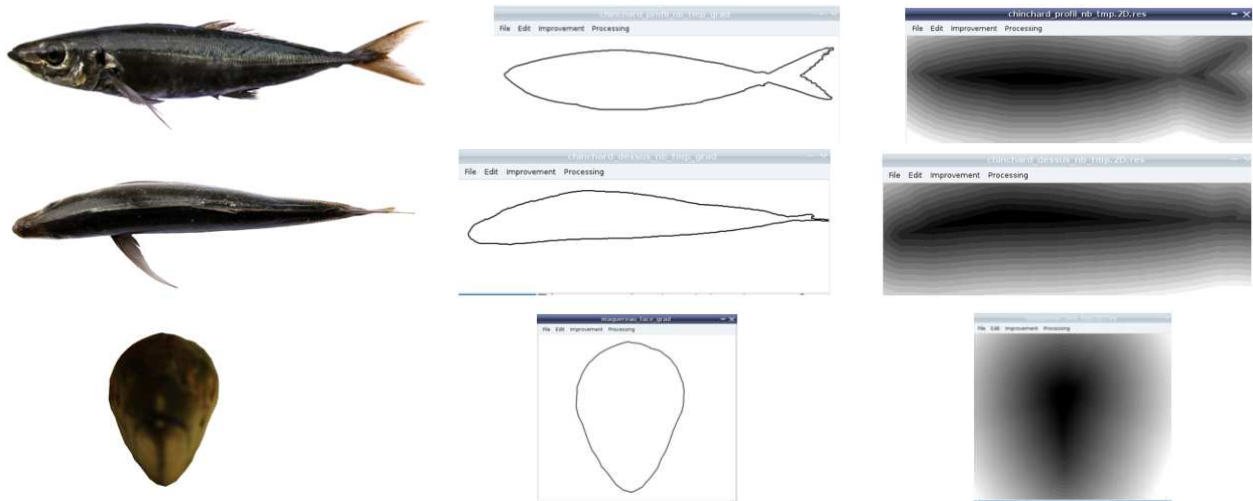 chinchard_profil_nb_tmp_grad
File Edit Improvement Processing
chinchard_profil_nb_tmp.2D.res
File Edit Improvement Processing
chinchard_dessus_nb_tmp_grad
File Edit Improvement Processing
chinchard_dessus_nb_tmp.2D.res
File Edit Improvement Processing
maquereau_face_grad
File Edit Improvement Processing
File Edit Improvement Processing